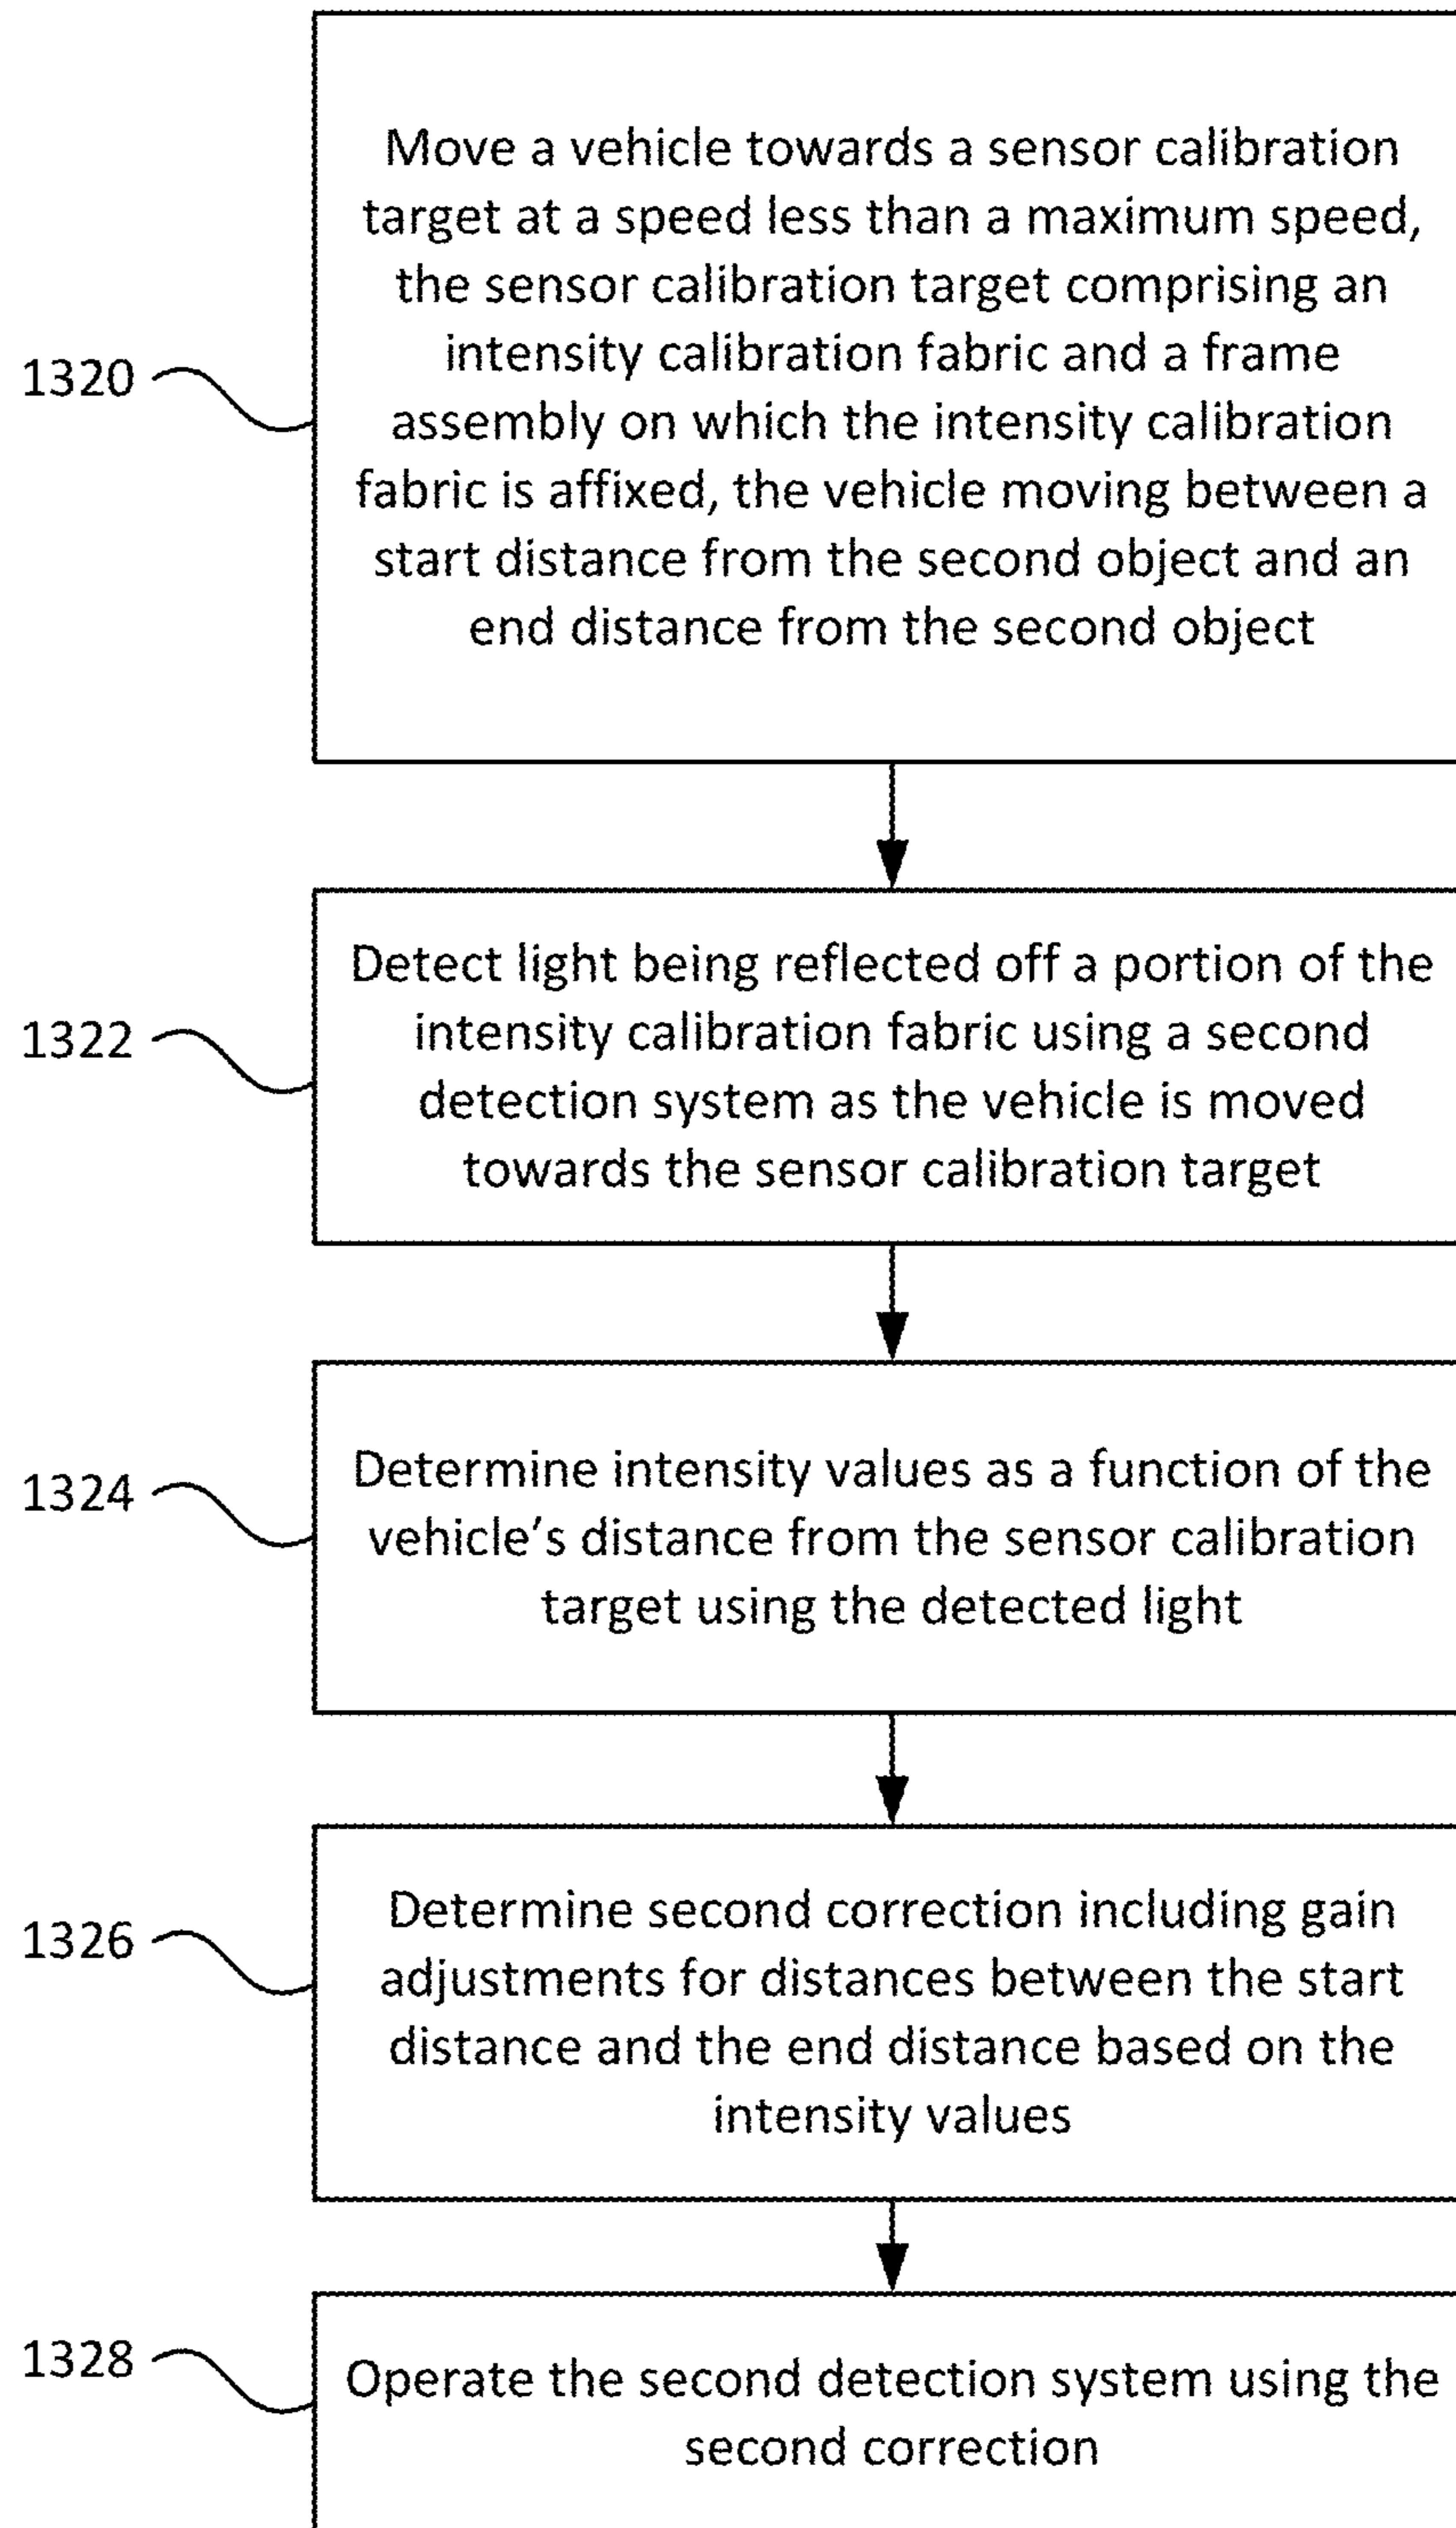 Move a vehicle towards a sensor calibration
target at a speed less than a maximum speed,
the sensor calibration target comprising an
intensity calibration fabric and a frame
assembly on which the intensity calibration
fabric is affixed, the vehicle moving between a
start distance from the second object and an
end distance from the second object
1320
Detect light being reflected off a portion of the
intensity calibration fabric using a second
detection system as the vehicle is moved
towards the sensor calibration target
1322
Determine intensity values as a function of the
vehicle’s distance from the sensor calibration
target using the detected light
1324
Determine second correction including gain
adjustments for distances between the start
distance and the end distance based on the
intensity values
1326
Operate the second detection system using the
second correction
1328